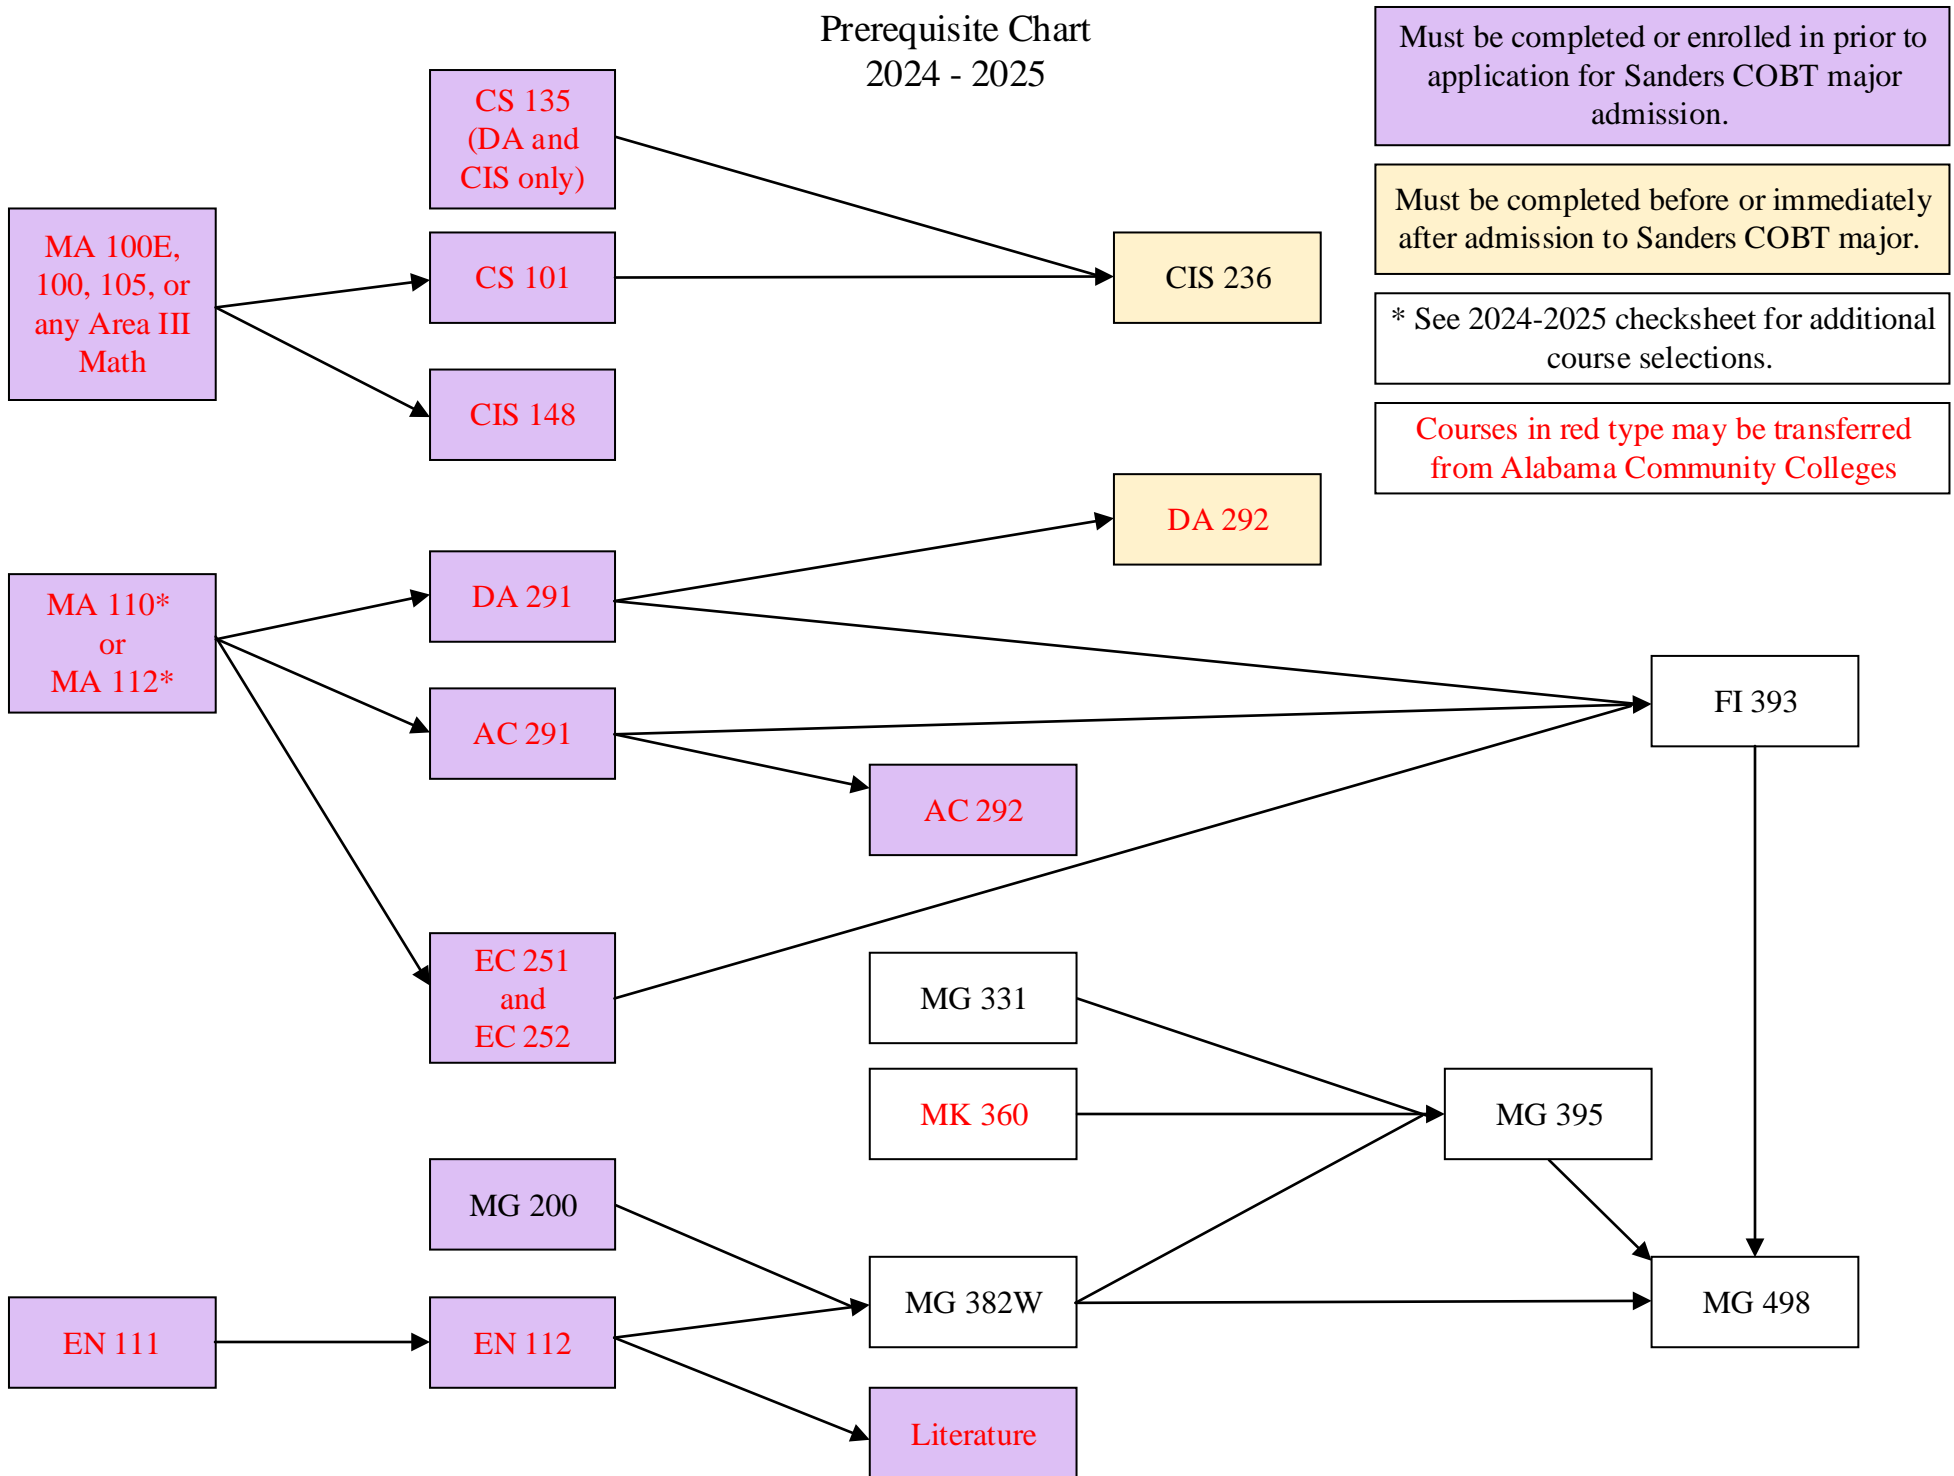 Prerequisite Chart
2024 - 2025
Must be completed or enrolled in prior to
application for Sanders COBT major
admission.
Must be completed before or immediately
after admission to Sanders COBT major.
* See 2024-2025 checksheet for additional
course selections.
Courses in red type may be transferred
from Alabama Community Colleges
CS 135
(DA and
CIS only)
MA 100E,
100, 105, or
any Area III
Math
CS 101
CIS 236
CIS 148
DA 292
MA 110*
or
MA 112*
DA 291
AC 291
FI 393
AC 292
EC 251
and
EC 252
MG 331
MK 360
MG 395
MG 200
MG 382W
MG 498
EN 111
EN 112
Literature